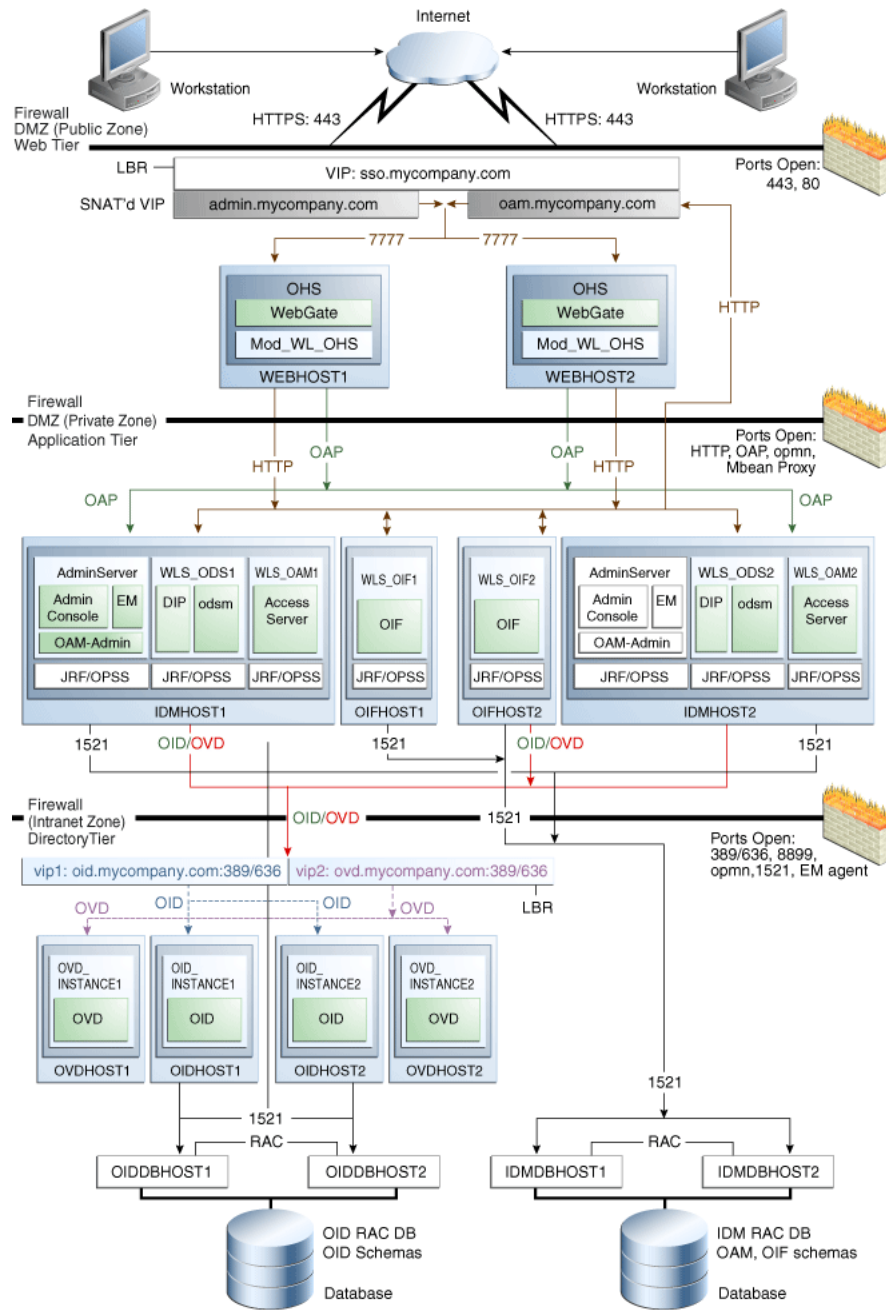 Internet
Workstation
Workstation
Firewall
DMZ (Public Zone)
Web Tier
HTTPS: 443
HTTPS: 443
Ports Open:
443, 80
LBR
VIP: sso.mycompany.com
SNAT'd VIP
admin.mycompany.com
oam.mycompany.com
7777
7777
HTTP
OHS
WebGate
Mod_WL_OHS
WEBHOST1
OHS
WebGate
Mod_WL_OHS
WEBHOST2
Firewall
DMZ (Private Zone)
Application Tier
Ports Open:
HTTP, OAP, opmn,
Mbean Proxy
OAP
OAP
HTTP
HTTP
OAP
OAP
AdminServer
Admin
Console
EM
OAM-Admin
JRF/OPSS
WLS_ODS1
DIP
odsm
JRF/OPSS
WLS_OAM1
Access
Server
JRF/OPSS
IDMHOST1
WLS_OIF1
OIF
JRF/OPSS
OIFHOST1
WLS_OIF2
OIF
JRF/OPSS
OIFHOST2
AdminServer
Admin
Console
EM
OAM-Admin
JRF/OPSS
WLS_ODS2
DIP
odsm
JRF/OPSS
WLS_OAM2
Access
Server
JRF/OPSS
IDMHOST2
1521
OID/OVD
1521
OID/OVD
1521
Firewall
(Intranet Zone)
DirectoryTier
OID/OVD
1521
Ports Open:
389/636, 8899,
opmn,1521, EM agent
vip1: oid.mycompany.com:389/636
vip2: ovd.mycompany.com:389/636
LBR
OVD
OID
OID
OVD
OVD_
INSTANCE1
OVD
OVDHOST1
OID_
INSTANCE1
OID
OIDHOST1
OID_
INSTANCE2
OID
OIDHOST2
OVD_
INSTANCE2
OVD
OVDHOST2
1521
1521
RAC
RAC
OIDDBHOST1
OIDDBHOST2
IDMDBHOST1
IDMDBHOST2
OID RAC DB
OID Schemas
Database
IDM RAC DB
OAM, OIF schemas
Database